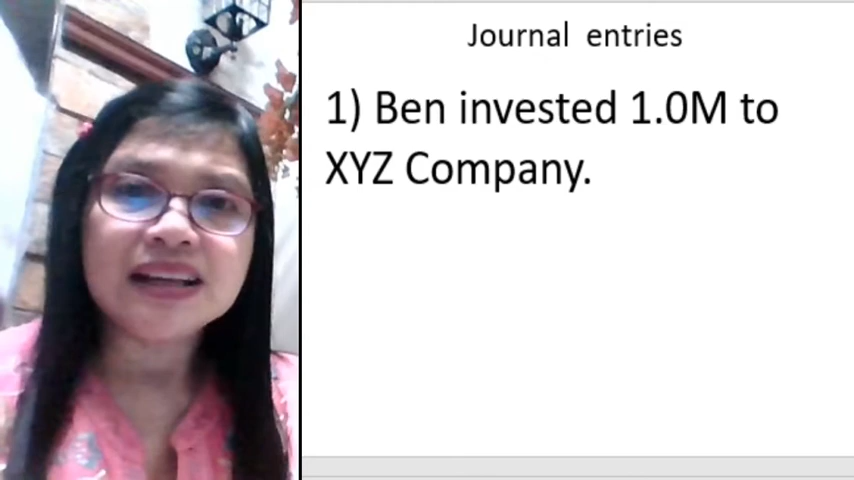 Journal entries
1) Ben invested 1.0M to
XYZ Company.